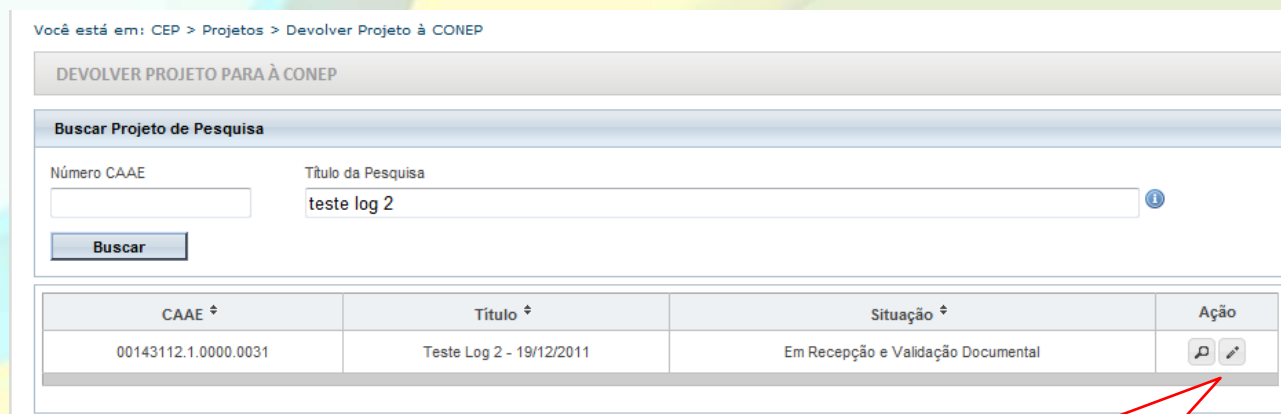 Você está em: CEP > Projetos > Devolver Projeto à CONEP
DEVOLVER PROJETO PARA À CONEP
Buscar Projeto de Pesquisa
Número CAAE Título da Pesquisa
teste log 2
Buscar
CAAE Título Situação Ação
00143112.1.0000.0031 Teste Log 2 - 19/12/2011 Em Recepção e Validação Documental